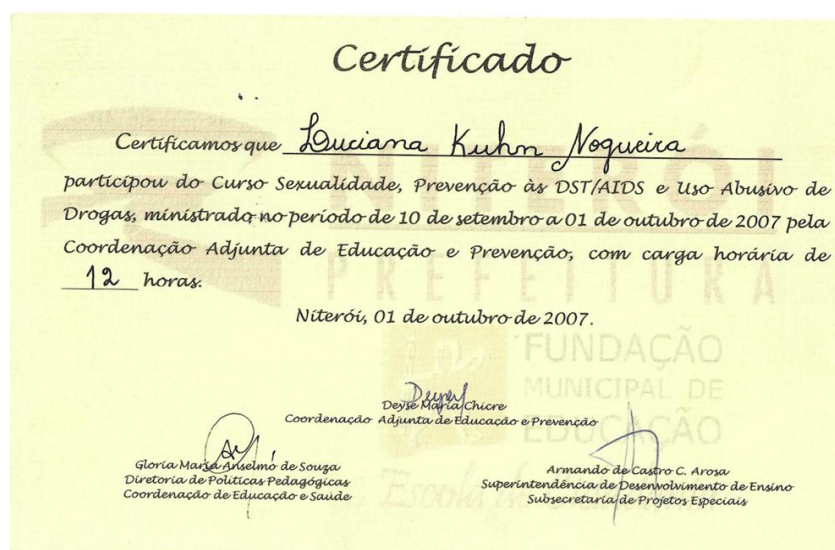 Certificado
Certificamos que Luciana Kuhn Nogueira
participou do Curso Sexualidade, Prevenção às DST/AIDS e Uso Abusivo de
Drogas, ministrado no período de 10 de setembro a 01 de outubro de 2007 pela
Coordenação Adjunta de Educação e Prevenção, com carga horária de
12 horas.
Niterói, 01 de outubro de 2007.
NITERÓI
PREFEITURA
FUNDAÇÃO
MUNICIPAL DE
EDUCAÇÃO
Deyse Maria Chicre
Coordenação Adjunta de Educação e Prevenção
Gloria Maria Anselmo de Souza
Diretoria de Políticas Pedagógicas
Coordenação de Educação e Saúde
Armando de Castro C. Arosa
Superintendência de Desenvolvimento de Ensino
Subsecretaria de Projetos Especiais
Escola